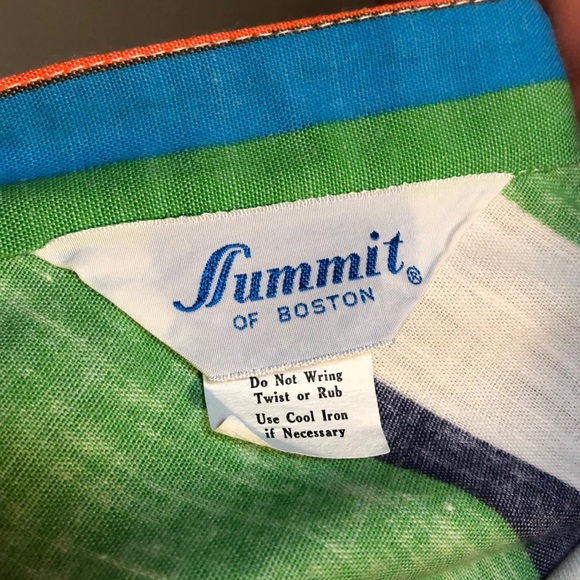 Summit®
OF BOSTON
Do Not Wring
Twist or Rub
Use Cool Iron
if Necessary